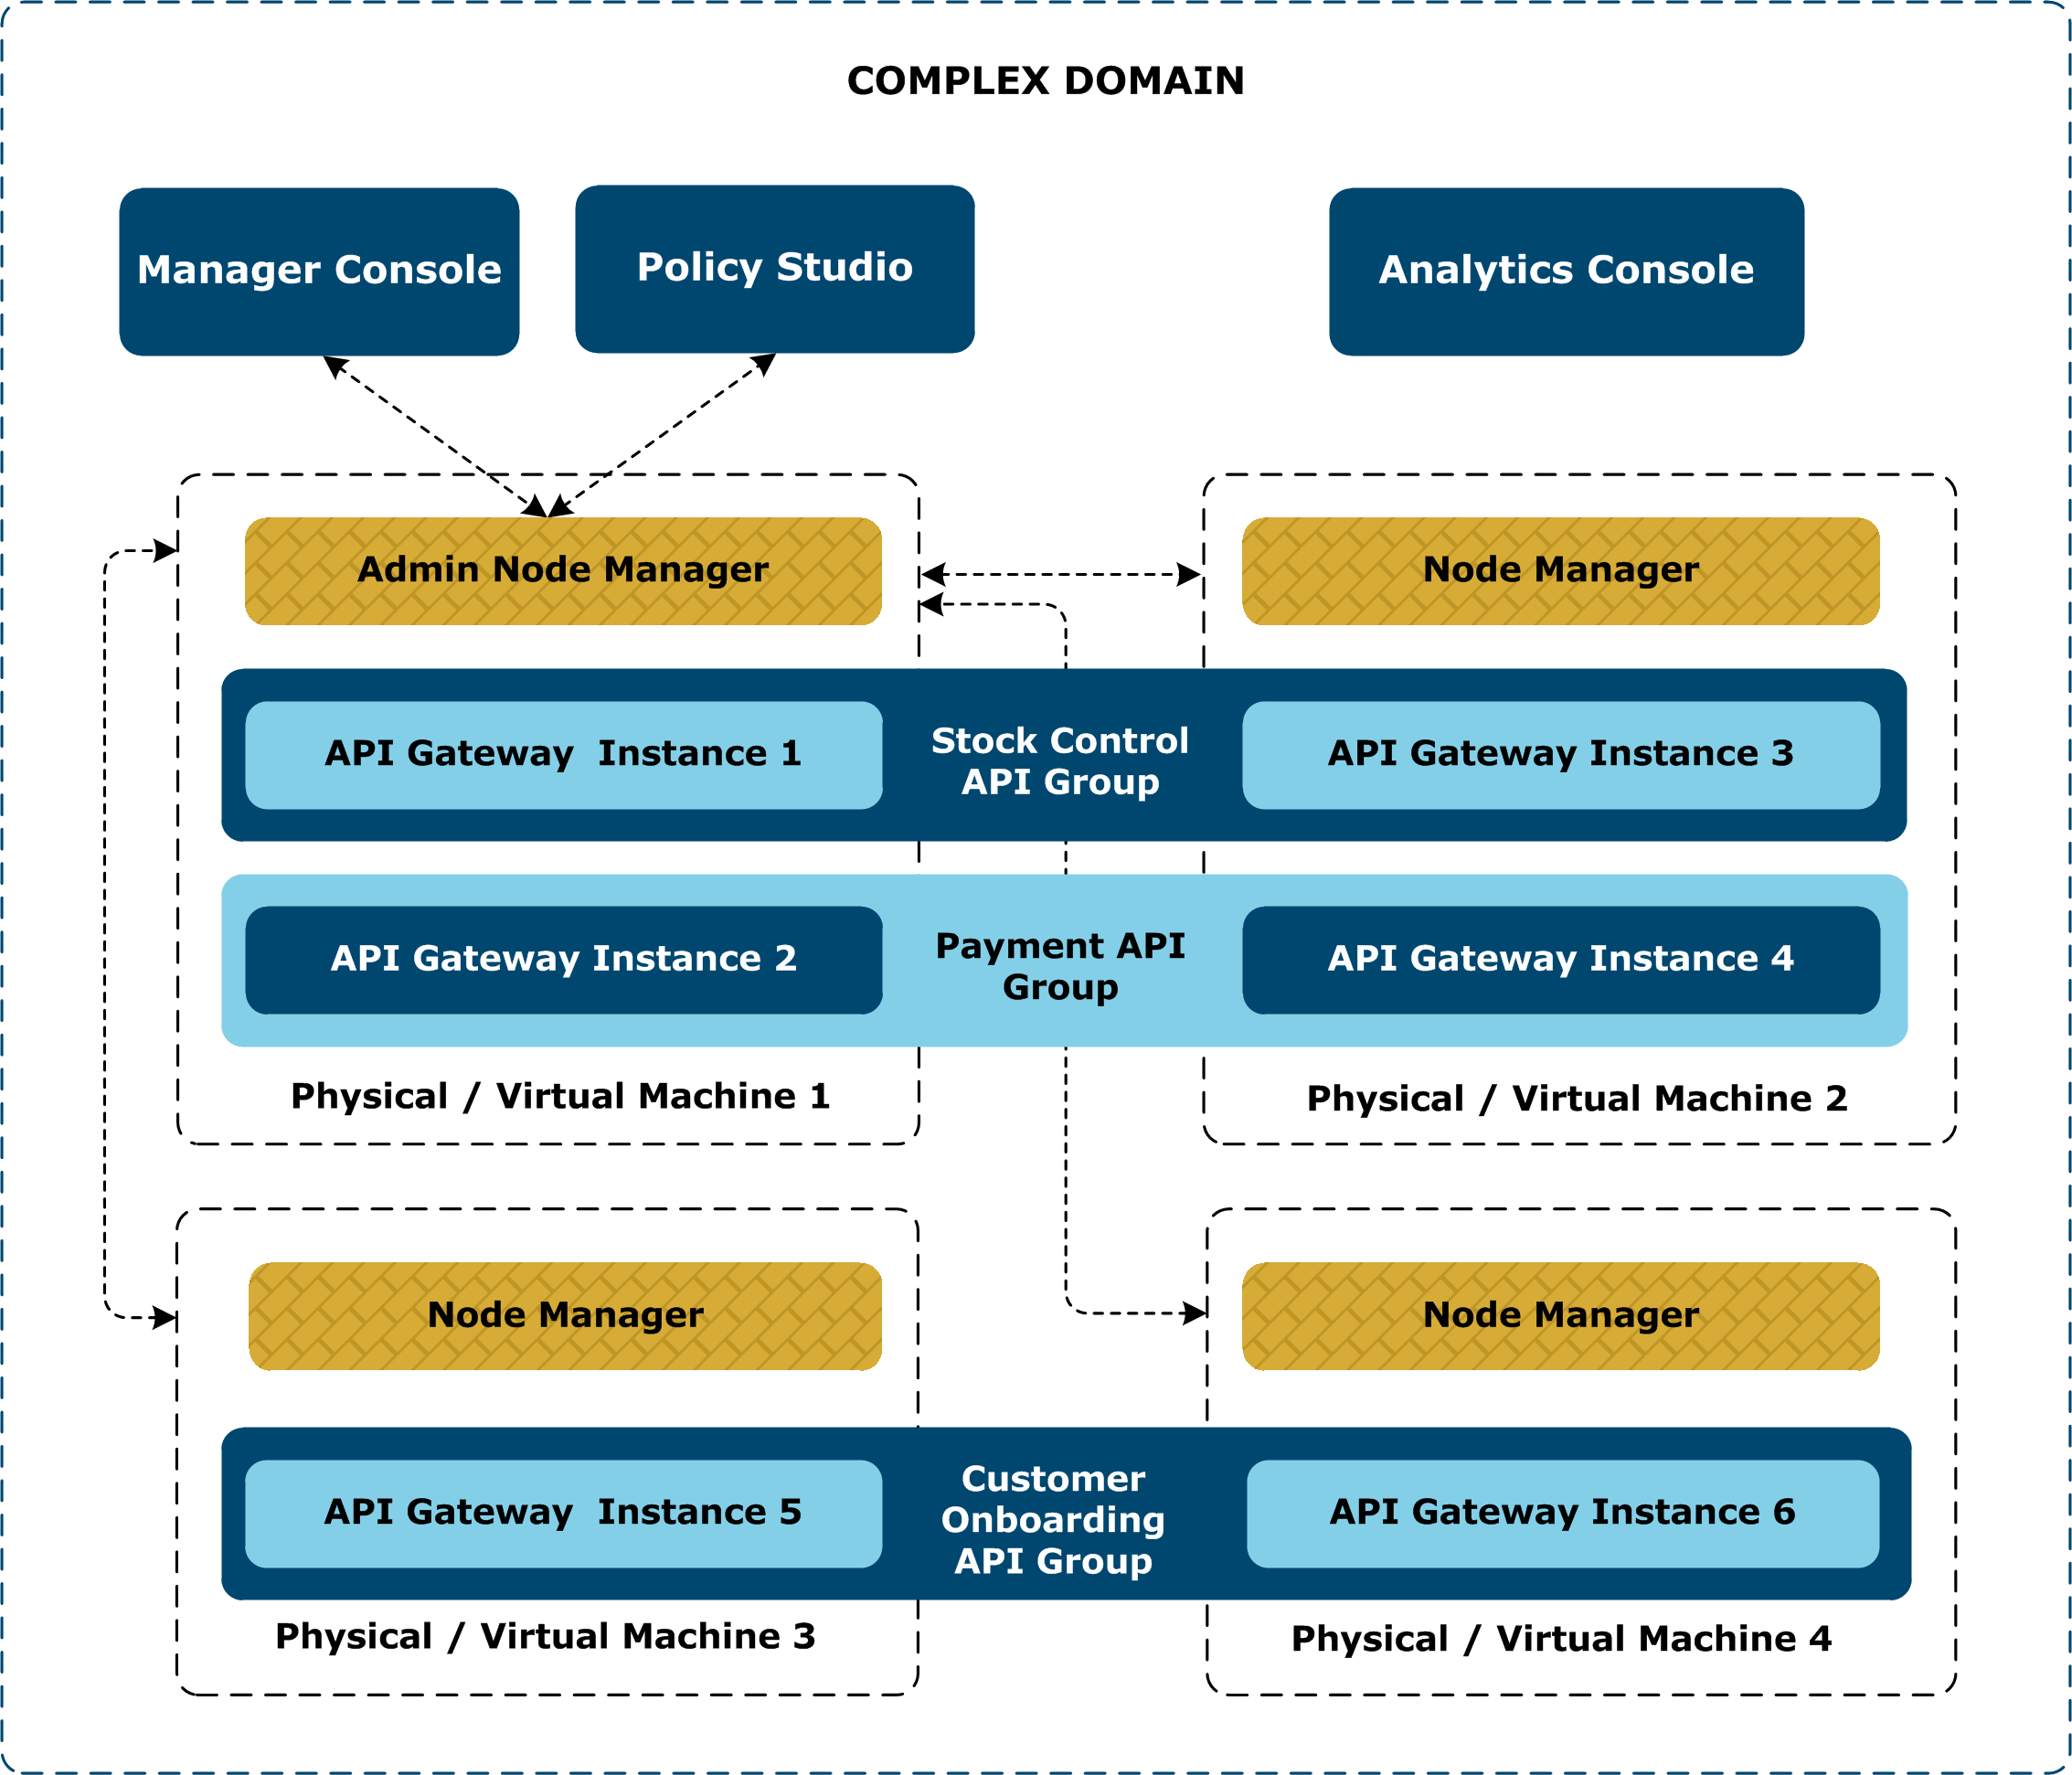 COMPLEX DOMAIN
Manager Console
Policy Studio
Analytics Console
Admin Node Manager
Node Manager
API Gateway  Instance 1
Stock Control
API Group
API Gateway Instance 3
API Gateway Instance 2
Payment API
Group
API Gateway Instance 4
Physical / Virtual Machine 1
Physical / Virtual Machine 2
Node Manager
Node Manager
API Gateway  Instance 5
Customer
Onboarding
API Group
API Gateway Instance 6
Physical / Virtual Machine 3
Physical / Virtual Machine 4